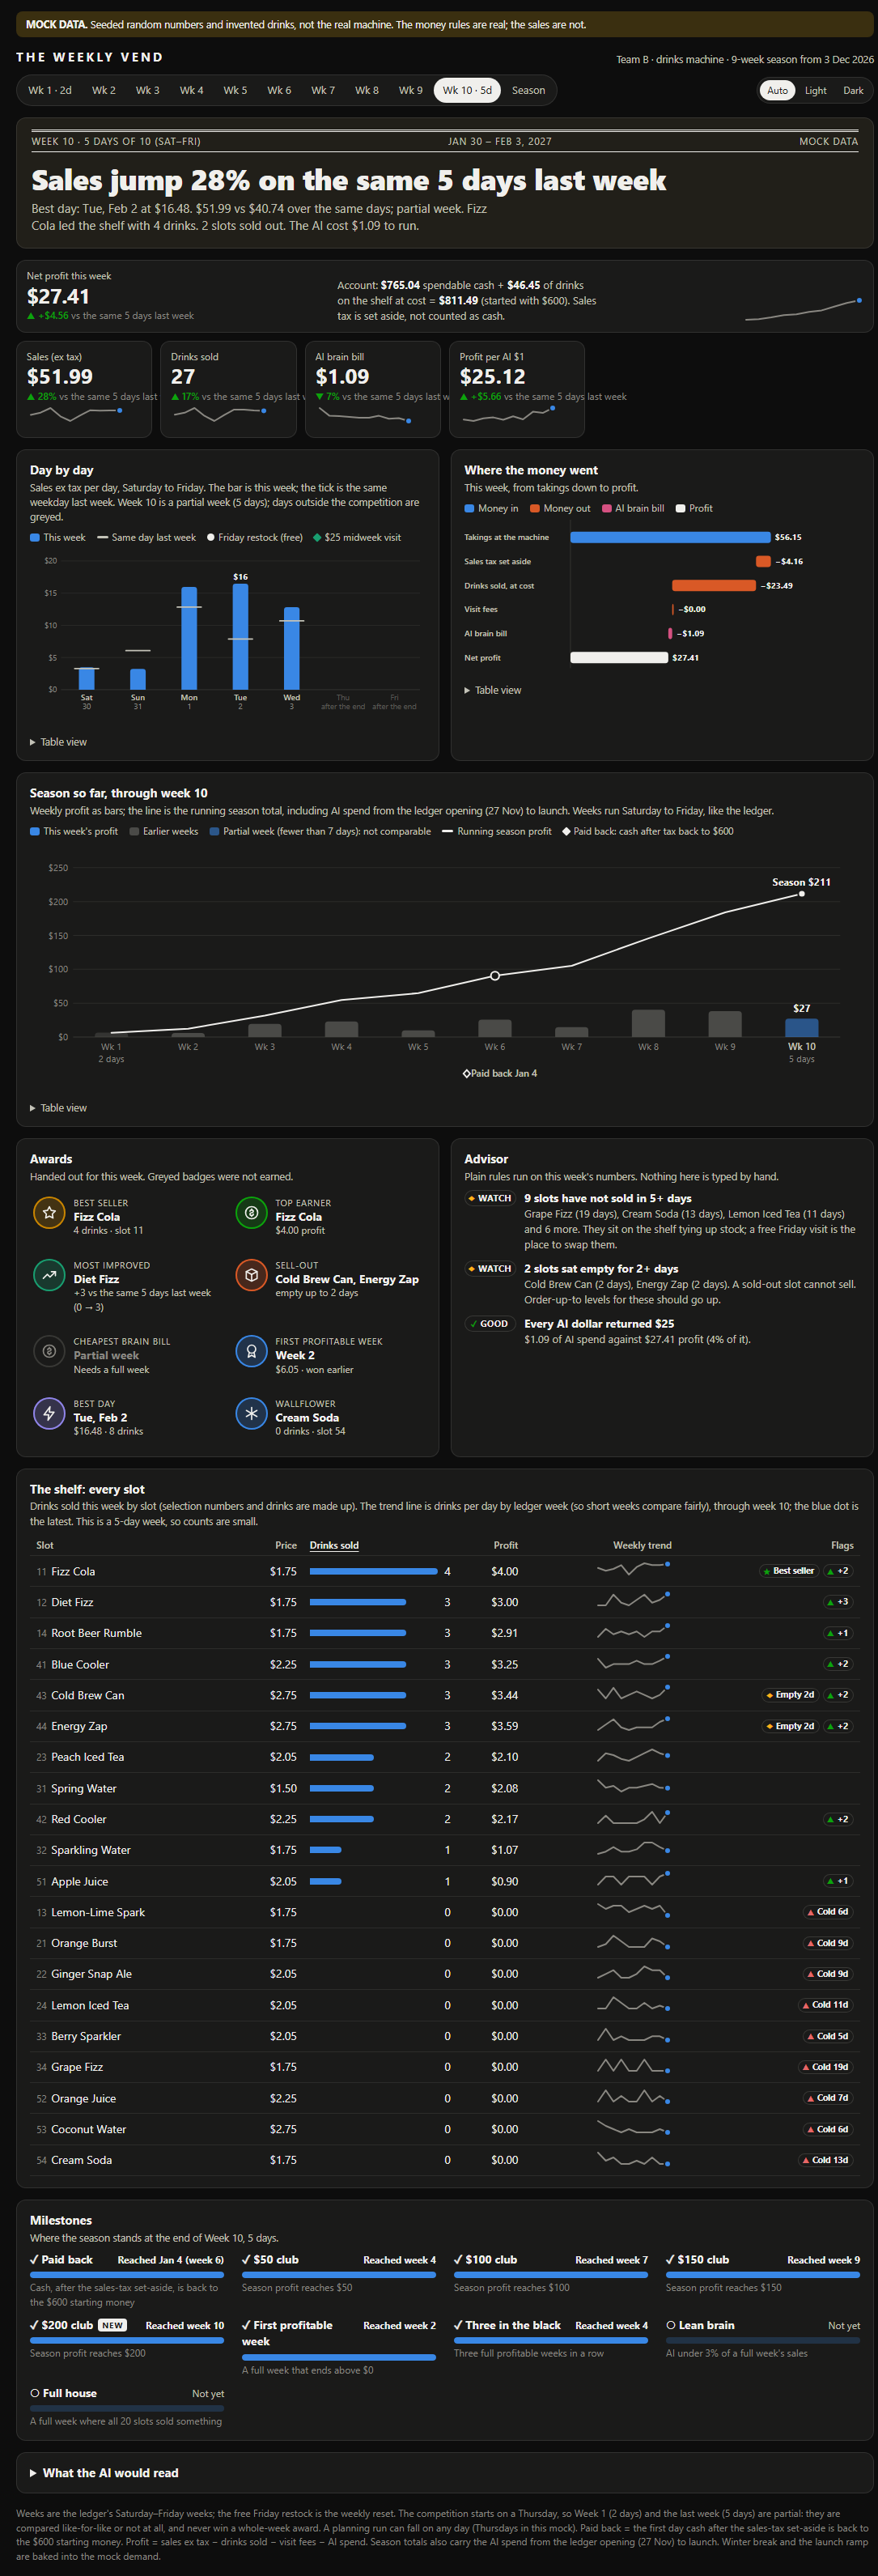 MOCK DATA. Seeded random numbers and invented drinks, not the real machine. The money rules are real; the sales are not.
THE WEEKLY VEND
Team B · drinks machine · 9-week season from 3 Dec 2026
Wk 1 · 2d Wk 2 Wk 3 Wk 4 Wk 5 Wk 6 Wk 7 Wk 8 Wk 9 Wk 10 · 5d Season
Auto Light Dark
WEEK 10 · 5 DAYS OF 10 (SAT–FRI) JAN 30 – FEB 3, 2027 MOCK DATA
Sales jump 28% on the same 5 days last week
Best day: Tue, Feb 2 at $16.48. $51.99 vs $40.74 over the same days; partial week. Fizz
Cola led the shelf with 4 drinks. 2 slots sold out. The AI cost $1.09 to run.
Net profit this week
$27.41
▲ +$4.56 vs the same 5 days last week
Account: $765.04 spendable cash + $46.45 of drinks
on the shelf at cost = $811.49 (started with $600). Sales
tax is set aside, not counted as cash.
Sales (ex tax)
$51.99
▲ 28% vs the same 5 days last
Drinks sold
27
▲ 17% vs the same 5 days last w
AI brain bill
$1.09
▼ 7% vs the same 5 days last w
Profit per AI $1
$25.12
▲ +$5.66 vs the same 5 days last week
Day by day
Sales ex tax per day, Saturday to Friday. The bar is this week; the tick is the same
weekday last week. Week 10 is a partial week (5 days); days outside the competition are
greyed.
This week Same day last week Friday restock (free) $25 midweek visit
$20
$15
$10
$5
$0
$16
Sat Sun Mon Tue Wed Thu Fri
30 31 1 2 3 after the end after the end
▶ Table view
Where the money went
This week, from takings down to profit.
Money in Money out AI brain bill Profit
Takings at the machine $56.15
Sales tax set aside −$4.16
Drinks sold, at cost −$23.49
Visit fees −$0.00
AI brain bill −$1.09
Net profit $27.41
▶ Table view
Season so far, through week 10
Weekly profit as bars; the line is the running season total, including AI spend from the ledger opening (27 Nov) to launch. Weeks run Saturday to Friday, like the ledger.
This week's profit Earlier weeks Partial week (fewer than 7 days): not comparable Running season profit Paid back: cash after tax back to $600
$250
$200
$150
$100
$50
$0
Season $211
$27
Wk 1 Wk 2 Wk 3 Wk 4 Wk 5 Wk 6 Wk 7 Wk 8 Wk 9 Wk 10
2 days 5 days
Paid back Jan 4
▶ Table view
Awards
Handed out for this week. Greyed badges were not earned.
BEST SELLER
Fizz Cola
4 drinks · slot 11
TOP EARNER
Fizz Cola
$4.00 profit
MOST IMPROVED
Diet Fizz
+3 vs the same 5 days last week
(0 → 3)
SELL-OUT
Cold Brew Can, Energy Zap
empty up to 2 days
CHEAPEST BRAIN BILL
Partial week
Needs a full week
FIRST PROFITABLE WEEK
Week 2
$6.05 · won earlier
BEST DAY
Tue, Feb 2
$16.48 · 8 drinks
WALLFLOWER
Cream Soda
0 drinks · slot 54
Advisor
Plain rules run on this week's numbers. Nothing here is typed by hand.
WATCH 9 slots have not sold in 5+ days
Grape Fizz (19 days), Cream Soda (13 days), Lemon Iced Tea (11 days)
and 6 more. They sit on the shelf tying up stock; a free Friday visit is the
place to swap them.
WATCH 2 slots sat empty for 2+ days
Cold Brew Can (2 days), Energy Zap (2 days). A sold-out slot cannot sell.
Order-up-to levels for these should go up.
✓ GOOD Every AI dollar returned $25
$1.09 of AI spend against $27.41 profit (4% of it).
The shelf: every slot
Drinks sold this week by slot (selection numbers and drinks are made up). The trend line is drinks per day by ledger week (so short weeks compare fairly), through week 10; the blue dot is
the latest. This is a 5-day week, so counts are small.
Slot Price Drinks sold Profit Weekly trend Flags
11 Fizz Cola $1.75 4 $4.00 ★ Best seller ▲ +2
12 Diet Fizz $1.75 3 $3.00 ▲ +3
14 Root Beer Rumble $1.75 3 $2.91 ▲ +1
41 Blue Cooler $2.25 3 $3.25 ▲ +2
43 Cold Brew Can $2.75 3 $3.44 ◆ Empty 2d ▲ +2
44 Energy Zap $2.75 3 $3.59 ◆ Empty 2d ▲ +2
23 Peach Iced Tea $2.05 2 $2.10
31 Spring Water $1.50 2 $2.08
42 Red Cooler $2.25 2 $2.17 ▲ +2
32 Sparkling Water $1.75 1 $1.07
51 Apple Juice $2.05 1 $0.90 ▲ +1
13 Lemon-Lime Spark $1.75 0 $0.00 ▲ Cold 6d
21 Orange Burst $1.75 0 $0.00 ▲ Cold 9d
22 Ginger Snap Ale $2.05 0 $0.00 ▲ Cold 9d
24 Lemon Iced Tea $2.05 0 $0.00 ▲ Cold 11d
33 Berry Sparkler $2.05 0 $0.00 ▲ Cold 5d
34 Grape Fizz $1.75 0 $0.00 ▲ Cold 19d
52 Orange Juice $2.25 0 $0.00 ▲ Cold 7d
53 Coconut Water $2.75 0 $0.00 ▲ Cold 6d
54 Cream Soda $1.75 0 $0.00 ▲ Cold 13d
Milestones
Where the season stands at the end of Week 10, 5 days.
✓ Paid back Reached Jan 4 (week 6)
Cash, after the sales-tax set-aside, is back to
the $600 starting money
✓ $50 club Reached week 4
Season profit reaches $50
✓ $100 club Reached week 7
Season profit reaches $100
✓ $150 club Reached week 9
Season profit reaches $150
✓ $200 club NEW Reached week 10
Season profit reaches $200
✓ First profitable Reached week 2
week
A full week that ends above $0
✓ Three in the black Reached week 4
Three full profitable weeks in a row
Lean brain Not yet
AI under 3% of a full week's sales
Full house Not yet
A full week where all 20 slots sold something
▶ What the AI would read
Weeks are the ledger's Saturday–Friday weeks; the free Friday restock is the weekly reset. The competition starts on a Thursday, so Week 1 (2 days) and the last week (5 days) are partial: they are
compared like-for-like or not at all, and never win a whole-week award. A planning run can fall on any day (Thursdays in this mock). Paid back = the first day cash after the sales-tax set-aside is back to
the $600 starting money. Profit = sales ex tax − drinks sold − visit fees − AI spend. Season totals also carry the AI spend from the ledger opening (27 Nov) to launch. Winter break and the launch ramp
are baked into the mock demand.